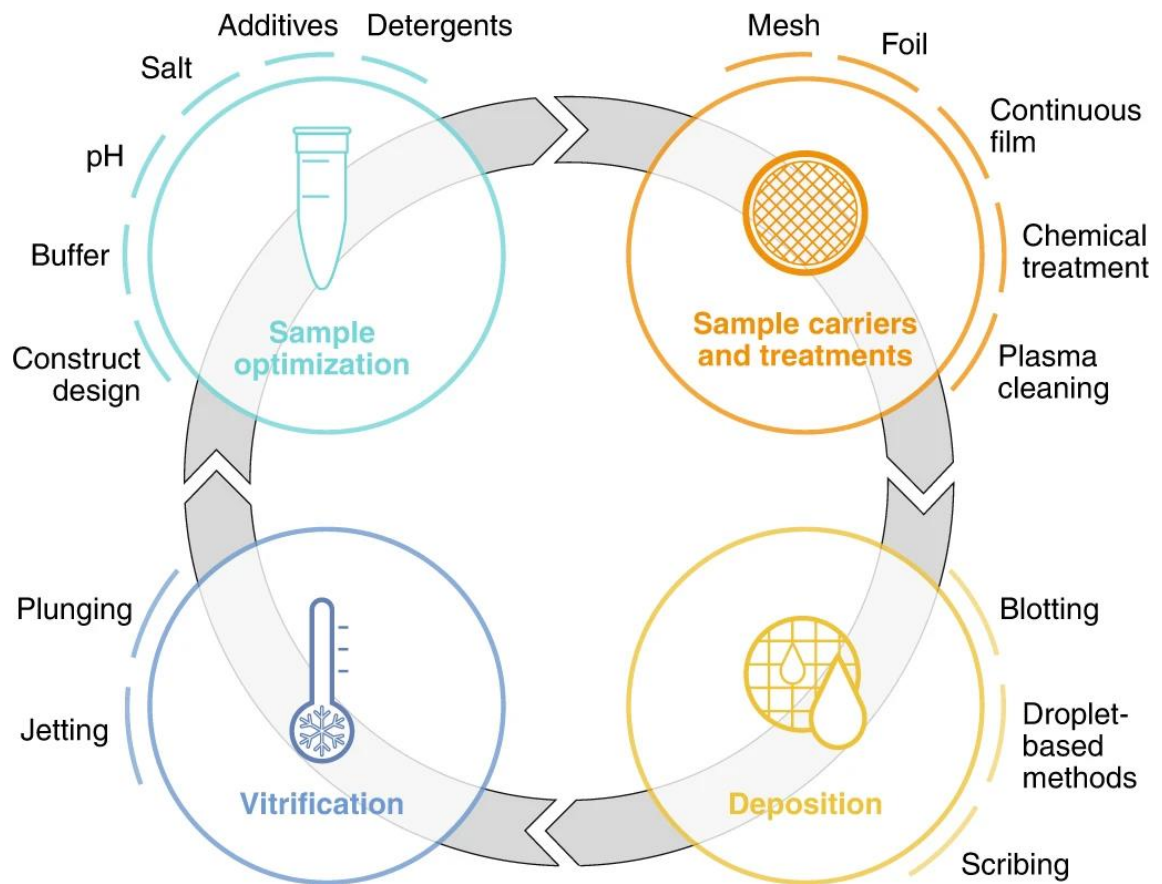 Additives
Detergents
Salt
pH
Buffer
Construct
design
Sample
optimization
Mesh
Foil
Continuous
film
Chemical
treatment
Plasma
cleaning
Sample carriers
and treatments
Plunging
Jetting
Vitrification
Blotting
Droplet-
based
methods
Scribing
Deposition